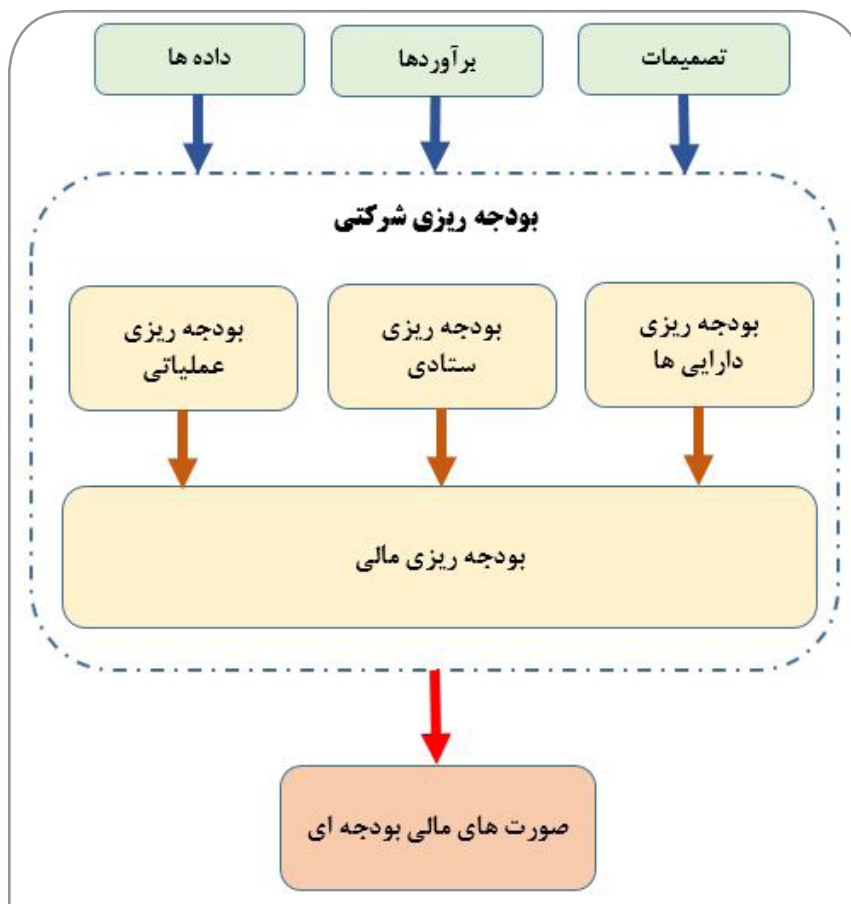 تصمیمات
برآوردها
داده ها
بودجه ریزی شرکتی
بودجه ریزی
دارایی ها
بودجه ریزی
ستادی
بودجه ریزی
عملیاتی
بودجه ریزی مالی
صورت های مالی بودجه ای